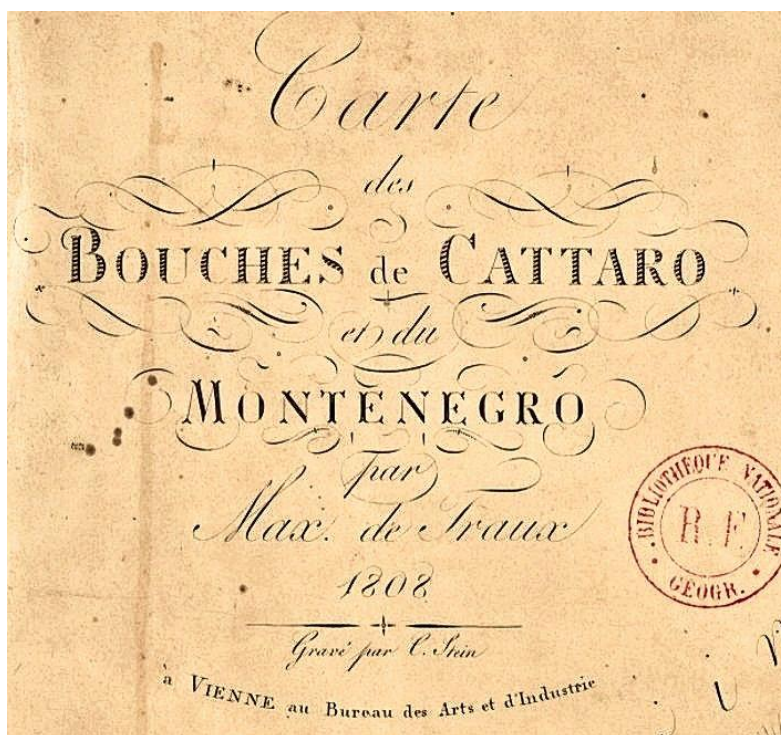 Carte
des
BOUCHES de CATTARO
et du
MONTENEGRO
par
Max. de Traux
1808
Gravé par C. Stein
à VIENNE au Bureau des Arts et d'Industrie
BIBLIOTHEQUE NATIONALE
R.F.
GÉOGR.